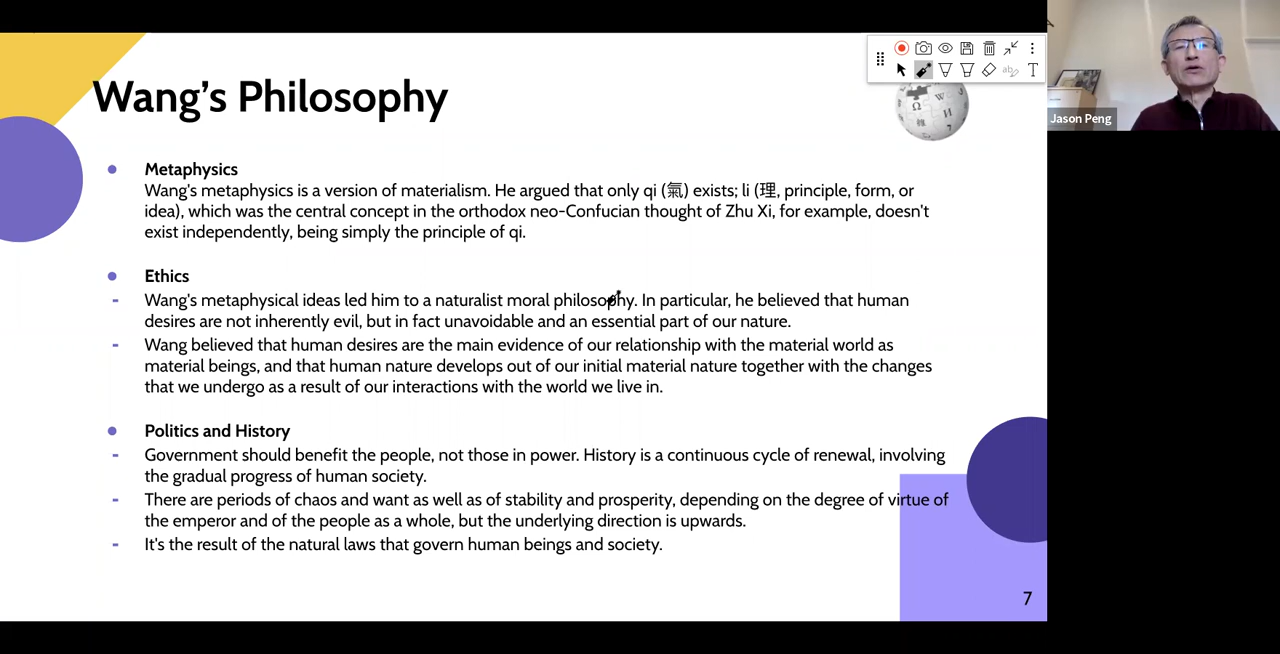 Wang's Philosophy
Jason Peng
Metaphysics
Wang's metaphysics is a version of materialism. He argued that only qi (氣) exists; li (理, principle, form, or
idea), which was the central concept in the orthodox neo-Confucian thought of Zhu Xi, for example, doesn't
exist independently, being simply the principle of qi.
Ethics
- Wang's metaphysical ideas led him to a naturalist moral philosophy. In particular, he believed that human
desires are not inherently evil, but in fact unavoidable and an essential part of our nature.
- Wang believed that human desires are the main evidence of our relationship with the material world as
material beings, and that human nature develops out of our initial material nature together with the changes
that we undergo as a result of our interactions with the world we live in.
Politics and History
- Government should benefit the people, not those in power. History is a continuous cycle of renewal, involving
the gradual progress of human society.
- There are periods of chaos and want as well as of stability and prosperity, depending on the degree of virtue of
the emperor and of the people as a whole, but the underlying direction is upwards.
- It's the result of the natural laws that govern human beings and society.
7